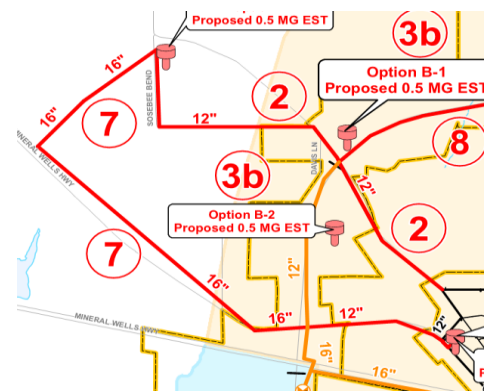 Proposed 0.5 MG EST
3b
16"
Option B-1
Proposed 0.5 MG EST
SOSEBEE BEND
2
16"
7
12"
8
MINERAL WELLS HWY
DAVIS LN
3b
12"
Option B-2
Proposed 0.5 MG EST
2
7
12"
16"
MINERAL WELLS HWY
16"
12"
12"
16"
16"